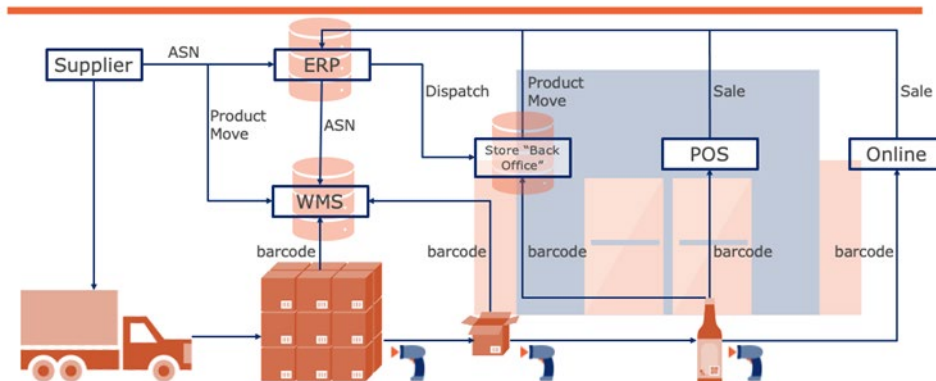 ASN
Supplier
ERP
Product
Move
ASN
Dispatch
Product
Move
Sale
Sale
Store "Back
Office"
POS
Online
WMS
barcode
barcode
barcode
barcode
barcode